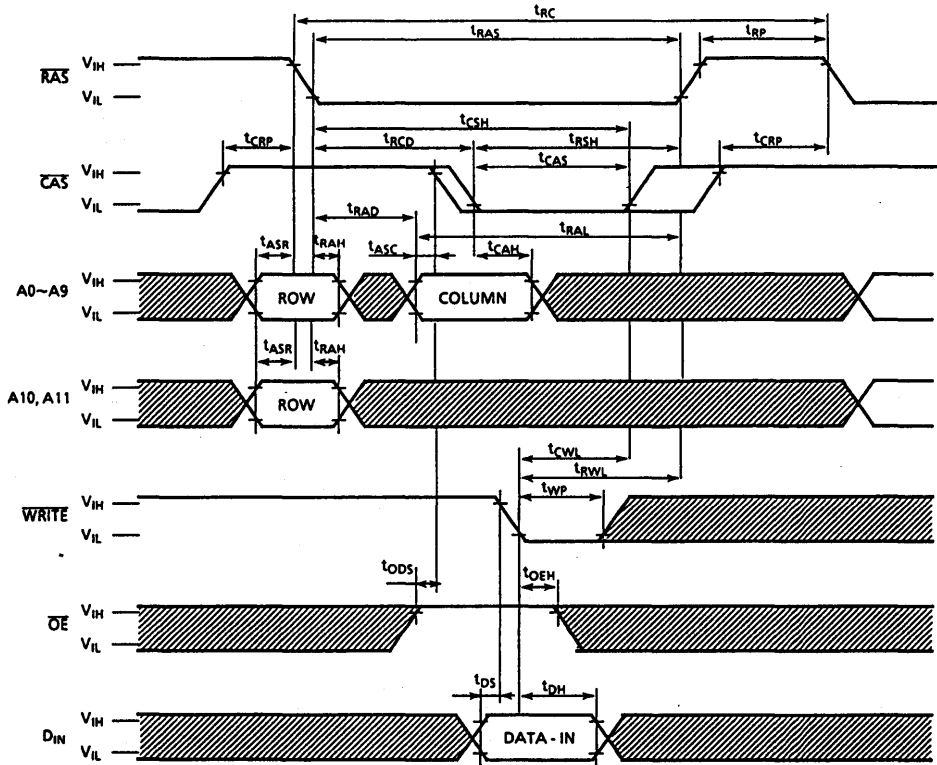 tRC
tRAS tRP
RAS VIH
VIL
tCSH
tCRP tRCD tRSH tCRP
tCAS
CAS VIH
VIL
tRAD tRAL
tASR tRAH tASC tCAH
A0~A9 VIH
VIL
ROW COLUMN
tASR tRAH
A10, A11 VIH
VIL
ROW
tCWL
tRWL
tWP
WRITE VIH
VIL
tODS tOEH
OE VIH
VIL
tDS tDH
DIN VIH
VIL
DATA-IN